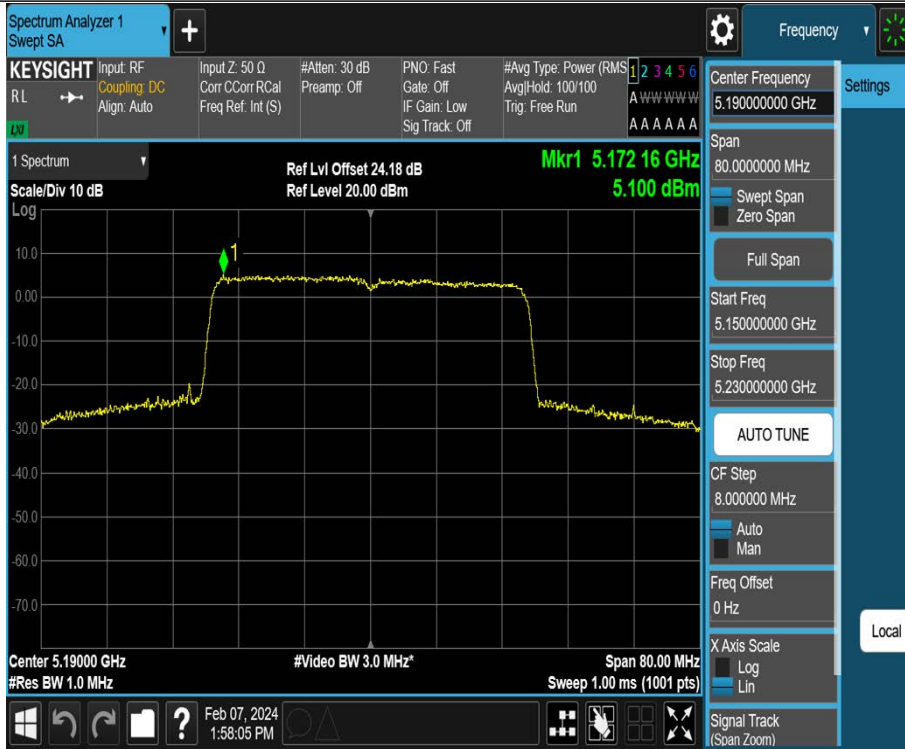 Spectrum Analyzer 1
Swept SA
+
Frequency
KEYSIGHT
R L
LXI
Input: RF
Coupling: DC
Align: Auto
Input Z: 50 Ω
Corr CCorr RCal
Freq Ref: Int (S)
#Atten: 30 dB
Preamp: Off
PNO: Fast
Gate: Off
IF Gain: Low
Sig Track: Off
#Avg Type: Power (RMS
Avg|Hold: 100/100
Trig: Free Run
1 2 3 4 5 6
A W W W W W
A A A A A A
1 Spectrum
Scale/Div 10 dB
Log
Ref Lvl Offset 24.18 dB
Ref Level 20.00 dBm
Mkr1 5.172 16 GHz
5.100 dBm
1
10.0
0.00
-10.0
-20.0
-30.0
-40.0
-50.0
-60.0
-70.0
Center 5.19000 GHz
#Res BW 1.0 MHz
#Video BW 3.0 MHz*
Span 80.00 MHz
Sweep 1.00 ms (1001 pts)
?
Feb 07, 2024
1:58:05 PM
Center Frequency
5.190000000 GHz
Span
80.0000000 MHz
Swept Span
Zero Span
Full Span
Start Freq
5.150000000 GHz
Stop Freq
5.230000000 GHz
AUTO TUNE
CF Step
8.000000 MHz
Auto
Man
Freq Offset
0 Hz
X Axis Scale
Log
Lin
Signal Track
(Span Zoom)
Settings
Local